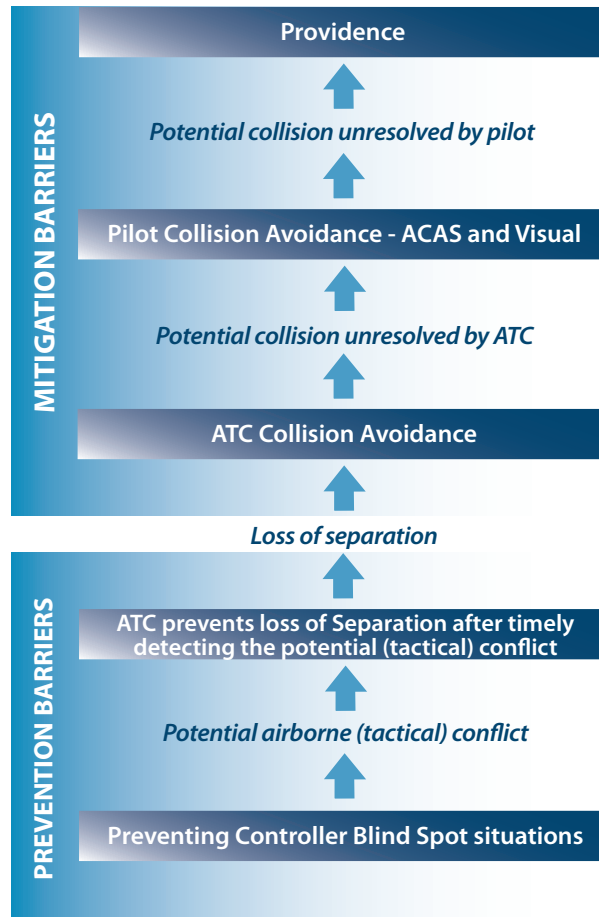 MITIGATION BARRIERS
Providence
Potential collision unresolved by pilot
Pilot Collision Avoidance - ACAS and Visual
Potential collision unresolved by ATC
ATC Collision Avoidance
Loss of separation
PREVENTION BARRIERS
ATC prevents loss of Separation after timely
detecting the potential (tactical) conflict
Potential airborne (tactical) conflict
Preventing Controller Blind Spot situations